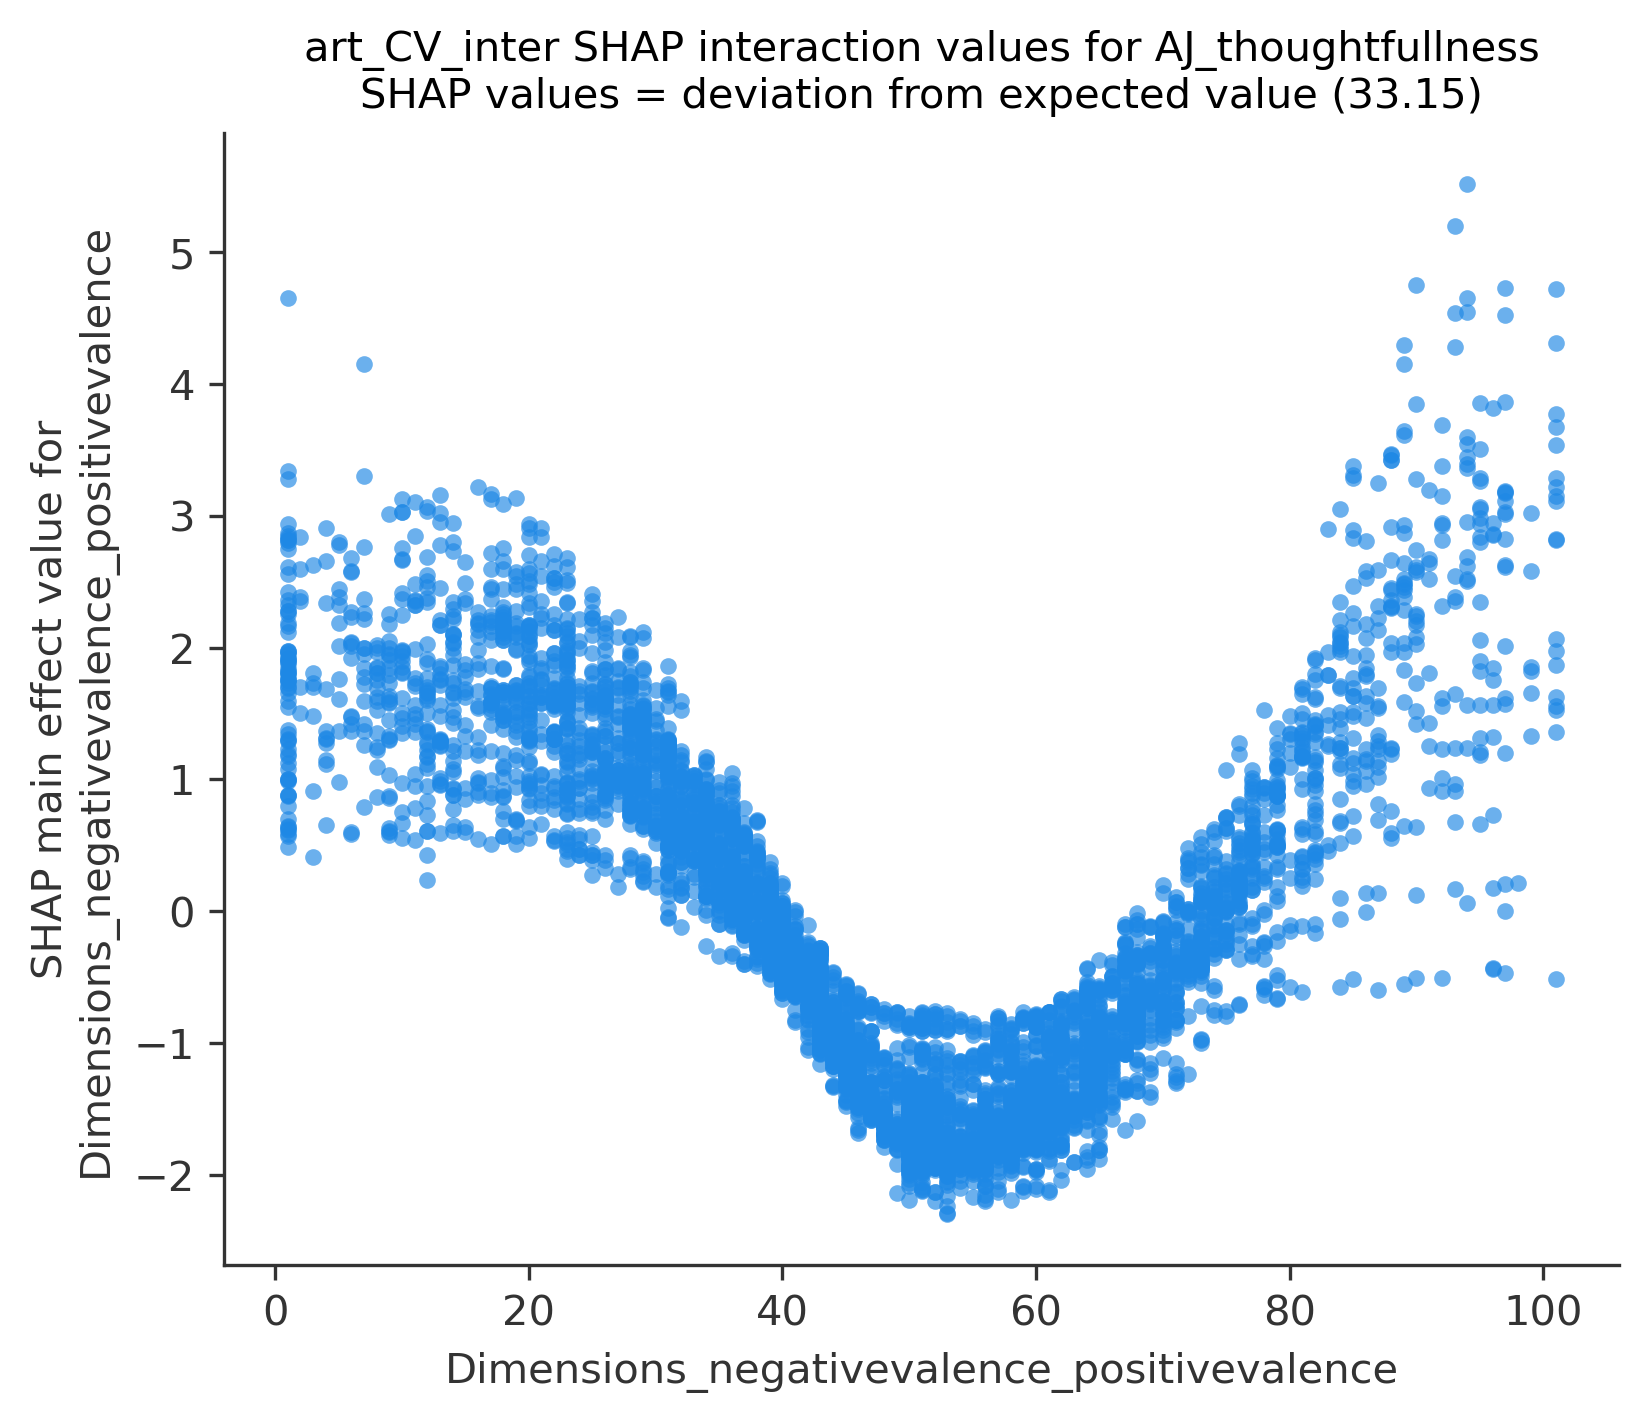 art_CV_inter SHAP interaction values for AJ_thoughtfullness
SHAP values = deviation from expected value (33.15)
SHAP main effect value for
Dimensions_negativevalence_positivevalence
5
4
3
2
1
0
−1
−2
0
20
40
60
80
100
Dimensions_negativevalence_positivevalence